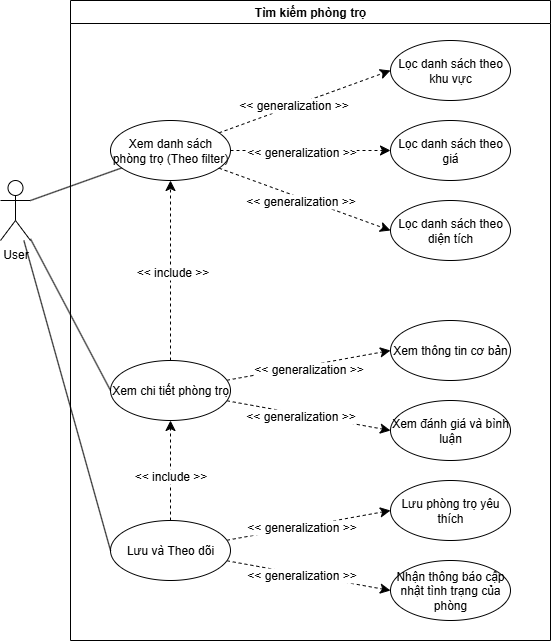 Tìm kiếm phòng trọ
Lọc danh sách theo
khu vực
<< generalization >>
Xem danh sách
phòng trọ (Theo filter)
<< generalization >>
Lọc danh sách theo
giá
<< generalization >>
Lọc danh sách theo
diện tích
User
<< include >>
Xem thông tin cơ bản
<< generalization >>
Xem chi tiết phòng trọ
<< generalization >>
Xem đánh giá và bình
luận
<< include >>
Lưu phòng trọ yêu
thích
<< generalization >>
Lưu và Theo dõi
<< generalization >>
Nhận thông báo cập
nhật tình trạng của
phòng